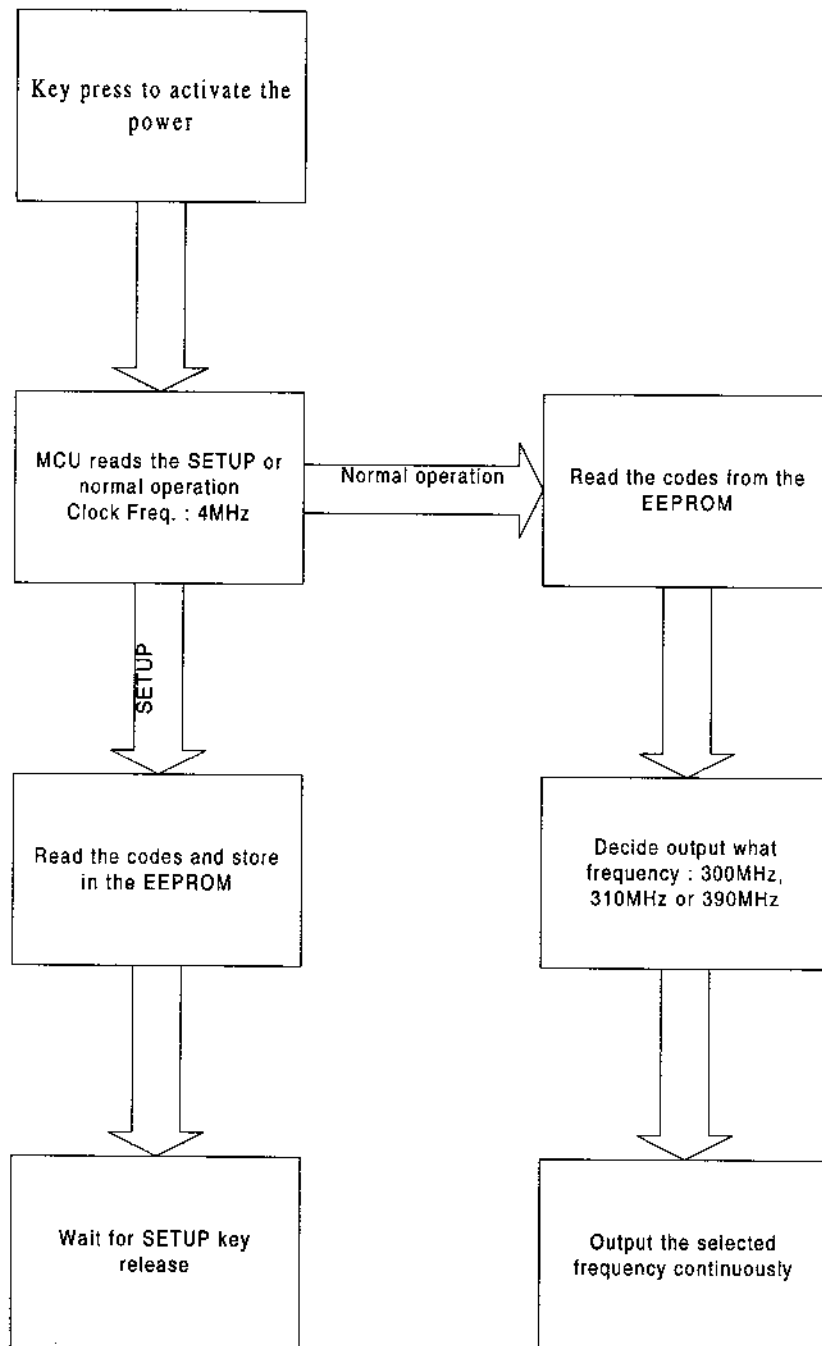 Key press to activate the
power
MCU reads the SETUP or
normal operation
Clock Freq. : 4MHz
Normal operation
Read the codes from the
EEPROM
SETUP
Read the codes and store
in the EEPROM
Decide output what
frequency : 300MHz,
310MHz or 390MHz
Wait for SETUP key
release
Output the selected
frequency continuously